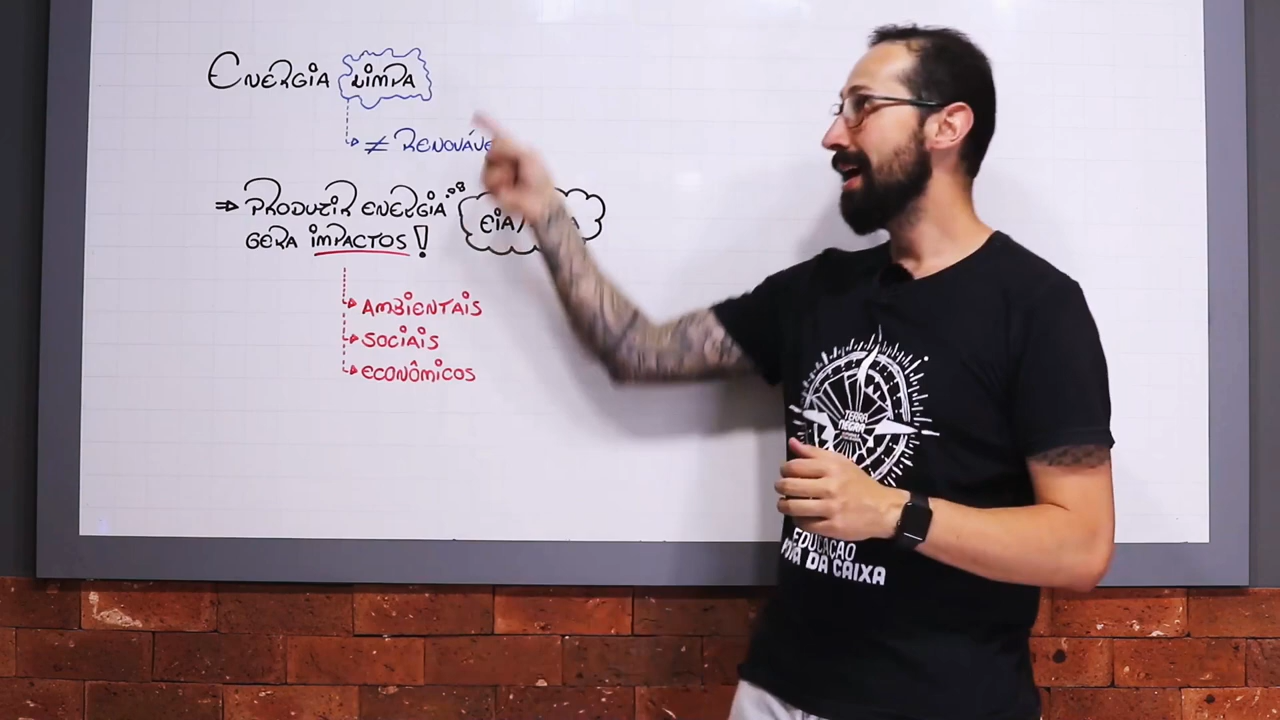 ENERGIA LIMPA
≠ RENOVÁVE
⇒ PRODUZIR ENERGIA
GERA IMPACTOS!
EIA/
AMBIENTAIS
SOCIAIS
ECONÔMICOS
TERRA
NEGRA
EDUCAÇÃO
DA CAIXA